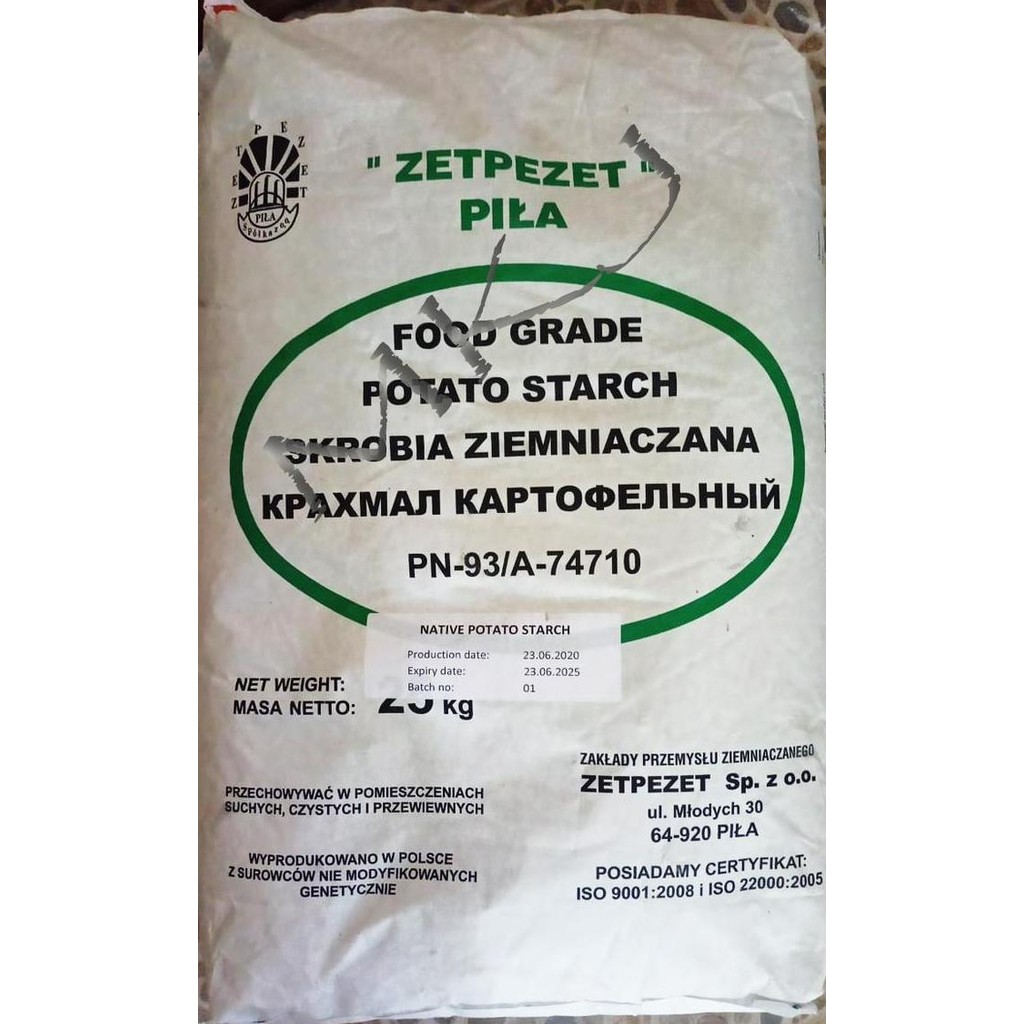 ZETPEZET
PIŁA
" ZETPEZET "
PIŁA
FOOD GRADE
POTATO STARCH
SKROBIA ZIEMNIACZANA
КРАХМАЛ КАРТОФЕЛЬНЫЙ
PN-93/A-74710
NATIVE POTATO STARCH
Production date: 23.06.2020
Expiry date: 23.06.2025
Batch no: 01
NET WEIGHT:
MASA NETTO: 25 kg
PRZECHOWYWAĆ W POMIESZCZENIACH
SUCHYCH, CZYSTYCH I PRZEWIEWNYCH
WYPRODUKOWANO W POLSCE
Z SUROWCÓW NIE MODYFIKOWANYCH
GENETYCZNIE
ZAKŁADY PRZEMYSŁU ZIEMNIACZANEGO
ZETPEZET Sp. z o.o.
ul. Młodych 30
64-920 PIŁA
POSIADAMY CERTYFIKAT:
ISO 9001:2008 i ISO 22000:2005